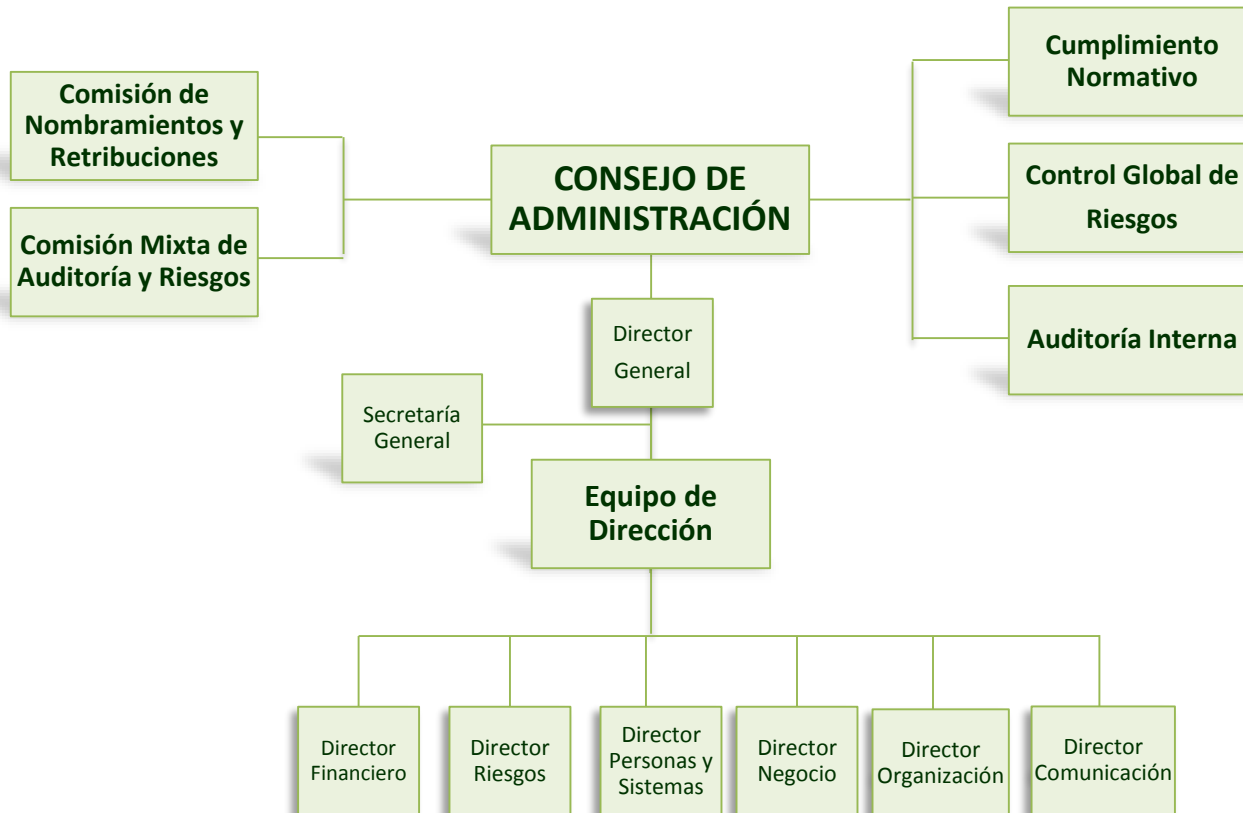 Comisión de
Nombramientos y
Retribuciones
Comisión Mixta de
Auditoría y Riesgos
CONSEJO DE
ADMINISTRACIÓN
Cumplimiento
Normativo
Control Global de
Riesgos
Auditoría Interna
Director
General
Secretaría
General
Equipo de
Dirección
Director
Financiero
Director
Riesgos
Director
Personas y
Sistemas
Director
Negocio
Director
Organización
Director
Comunicación